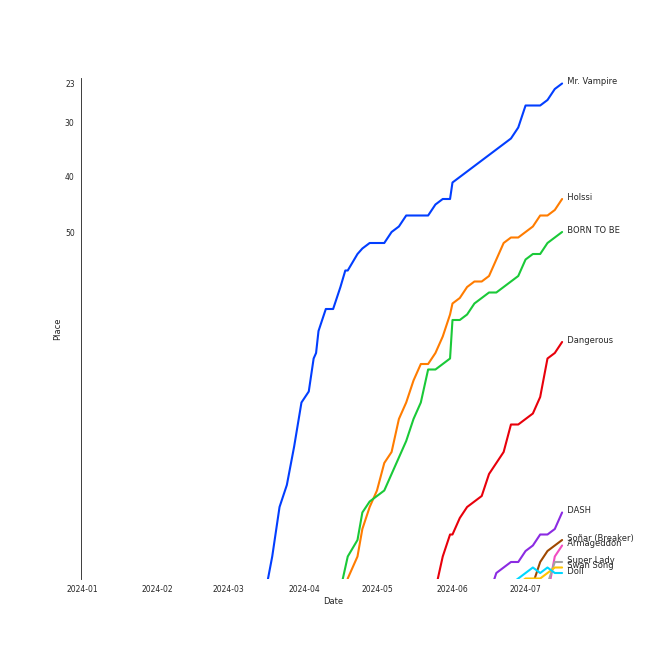 23
30
40
50
Place
Mr. Vampire
Holssi
BORN TO BE
Dangerous
DASH
Soñar (Breaker)
Armageddon
Super Lady
Swan Song
Doll
2024-01
2024-02
2024-03
2024-04
2024-05
2024-06
2024-07
Date